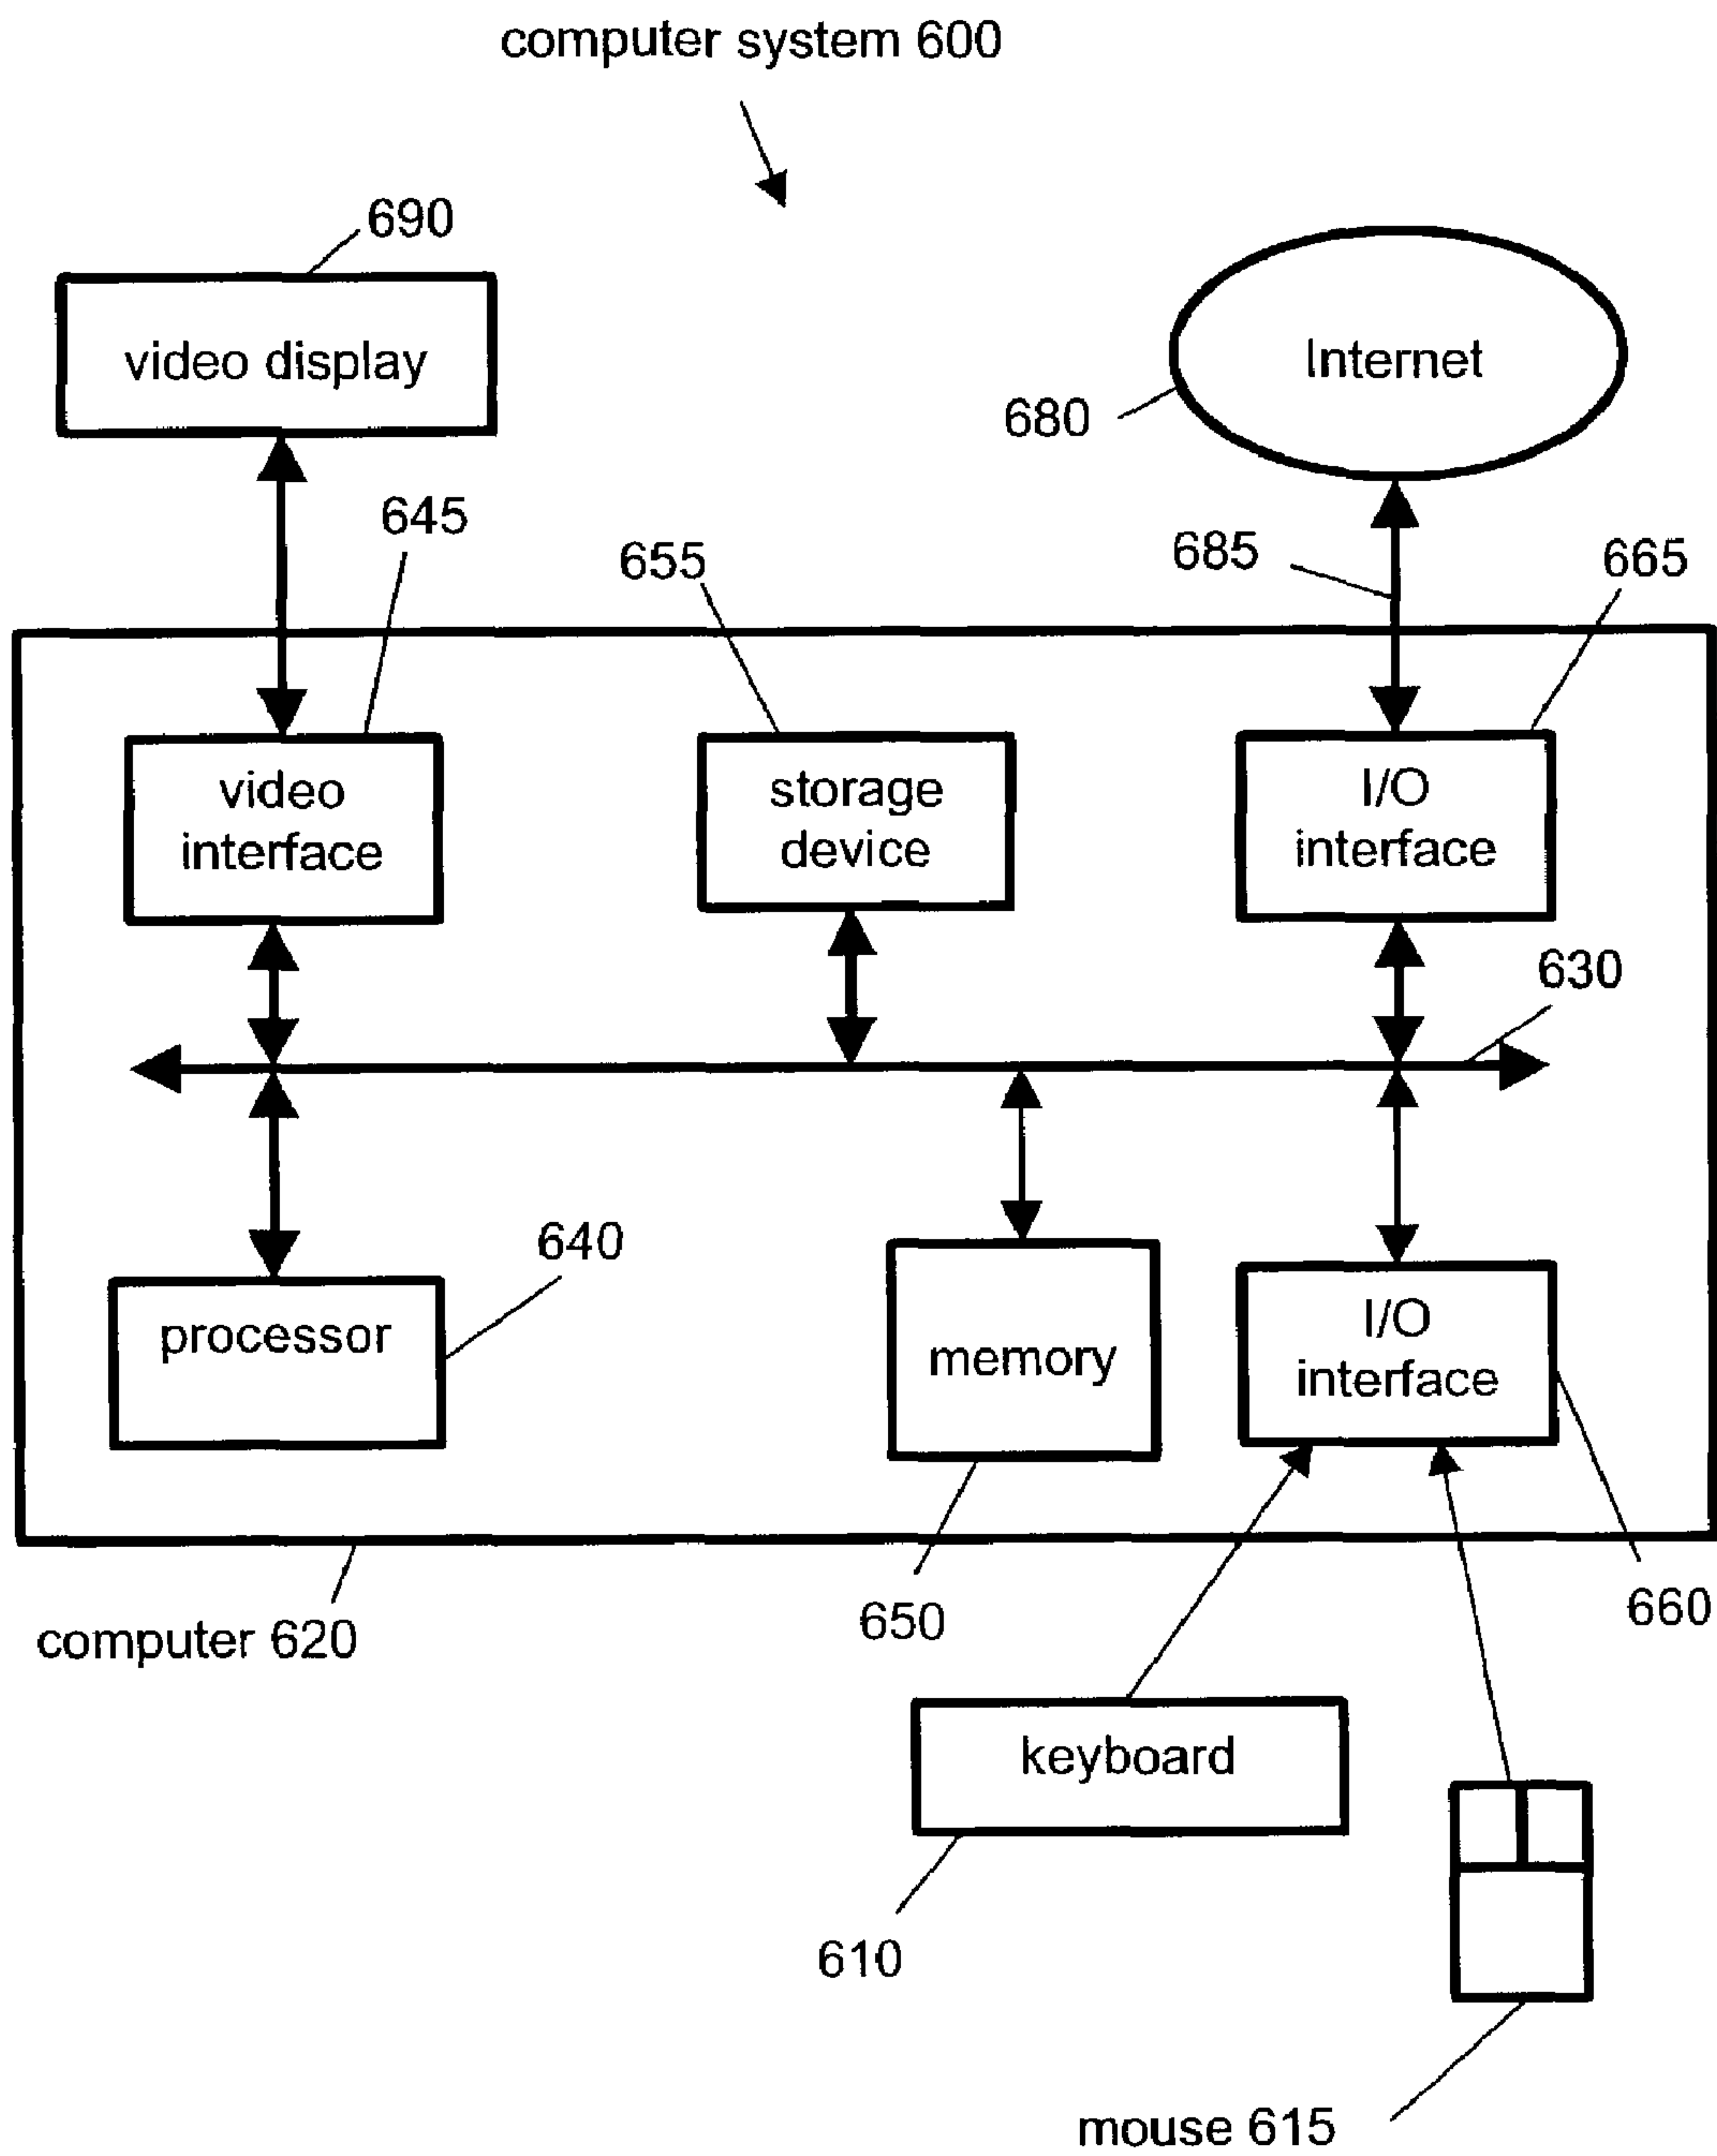 computer system 600
690
video display
Internet
680
645
655
685
665
video
interface
storage
device
I/O
interface
630
640
processor
memory
I/O
interface
computer 620
650
660
keyboard
610
mouse 615